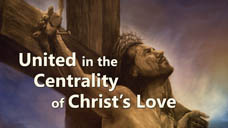 United in the
Centrality
of Christ's Love